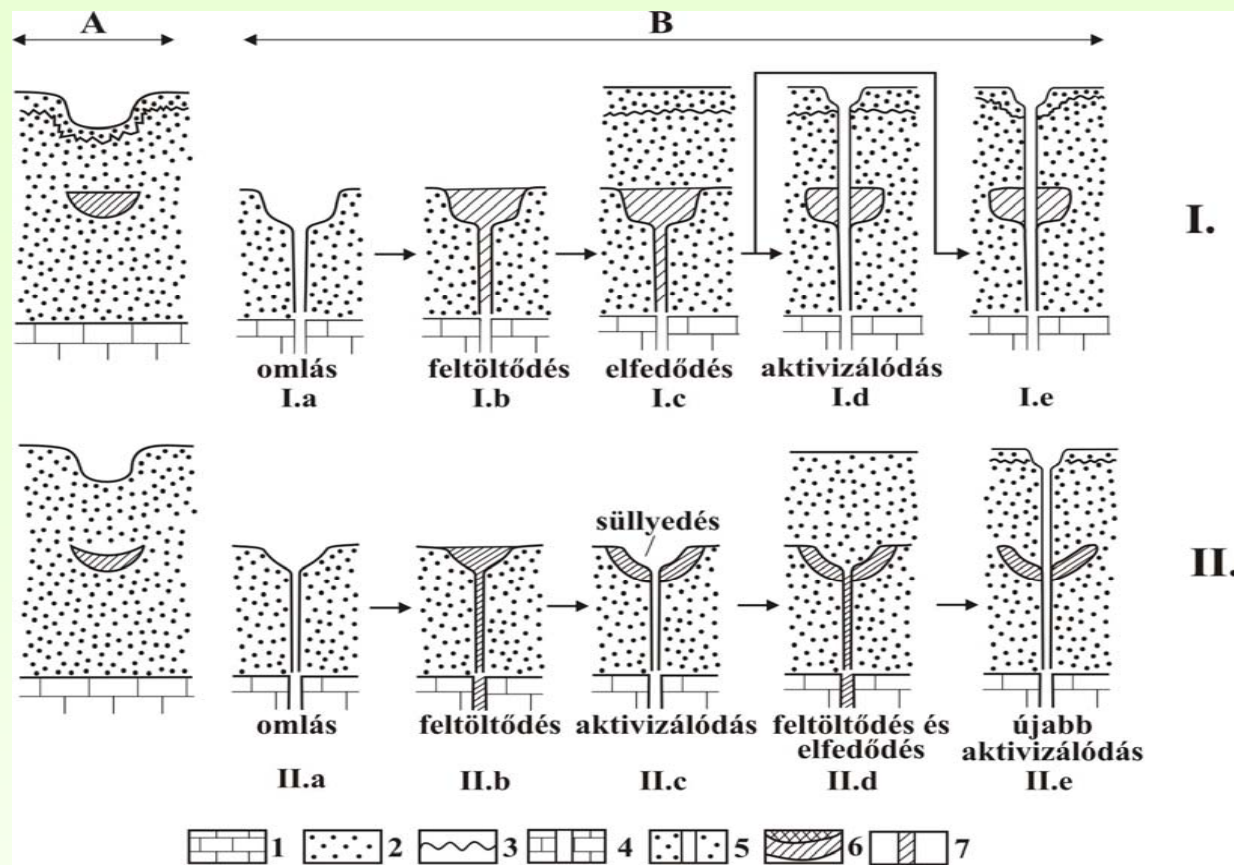 A
B
I.
omlás
feltöltődés
elfedődés
aktivizálódás
I.a
I.b
I.c
I.d
I.e
süllyedés
II.
omlás
feltöltődés
aktivizálódás
feltöltődés és
elfedődés
újabb
aktivizálódás
II.a
II.b
II.c
II.d
II.e
1
2
3
4
5
6
7